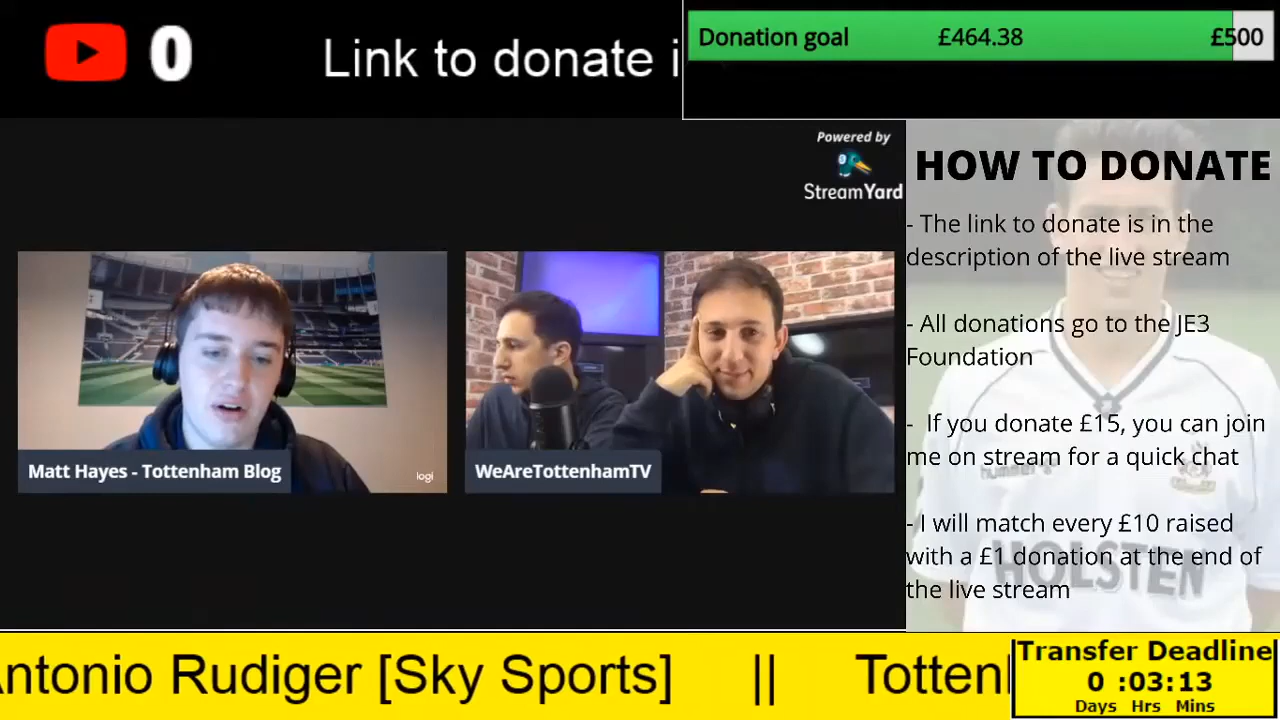 0
Link to donate i
Donation goal £464.38 £500
Powered by
StreamYard
HOW TO DONATE
- The link to donate is in the
description of the live stream
- All donations go to the JE3
Foundation
- If you donate £15, you can join
me on stream for a quick chat
- I will match every £10 raised
with a £1 donation at the end of
the live stream
HOLSTEN
Matt Hayes - Tottenham Blog
logi
WeAreTottenhamTV
ntonio Rudiger [Sky Sports] || Totten
Transfer Deadline
0 :03:13
Days Hrs Mins